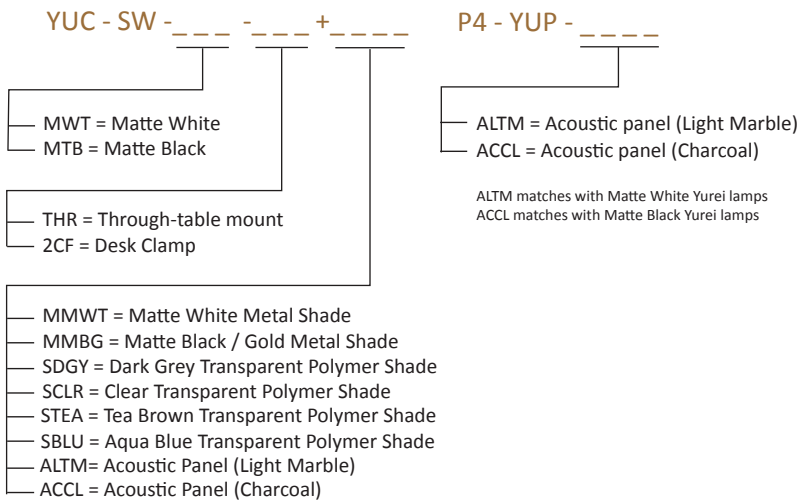 YUC - SW -_ _ _ -_ _ _ +_ _ _ _
MWT = Matte White
MTB = Matte Black
THR = Through-table mount
2CF = Desk Clamp
MMWT = Matte White Metal Shade
MMBG = Matte Black / Gold Metal Shade
SDGY = Dark Grey Transparent Polymer Shade
SCLR = Clear Transparent Polymer Shade
STEA = Tea Brown Transparent Polymer Shade
SBLU = Aqua Blue Transparent Polymer Shade
ALTM= Acoustic Panel (Light Marble)
ACCL = Acoustic Panel (Charcoal)
P4 - YUP - _ _ _ _
ALTM = Acoustic panel (Light Marble)
ACCL = Acoustic panel (Charcoal)
ALTM matches with Matte White Yurei lamps
ACCL matches with Matte Black Yurei lamps